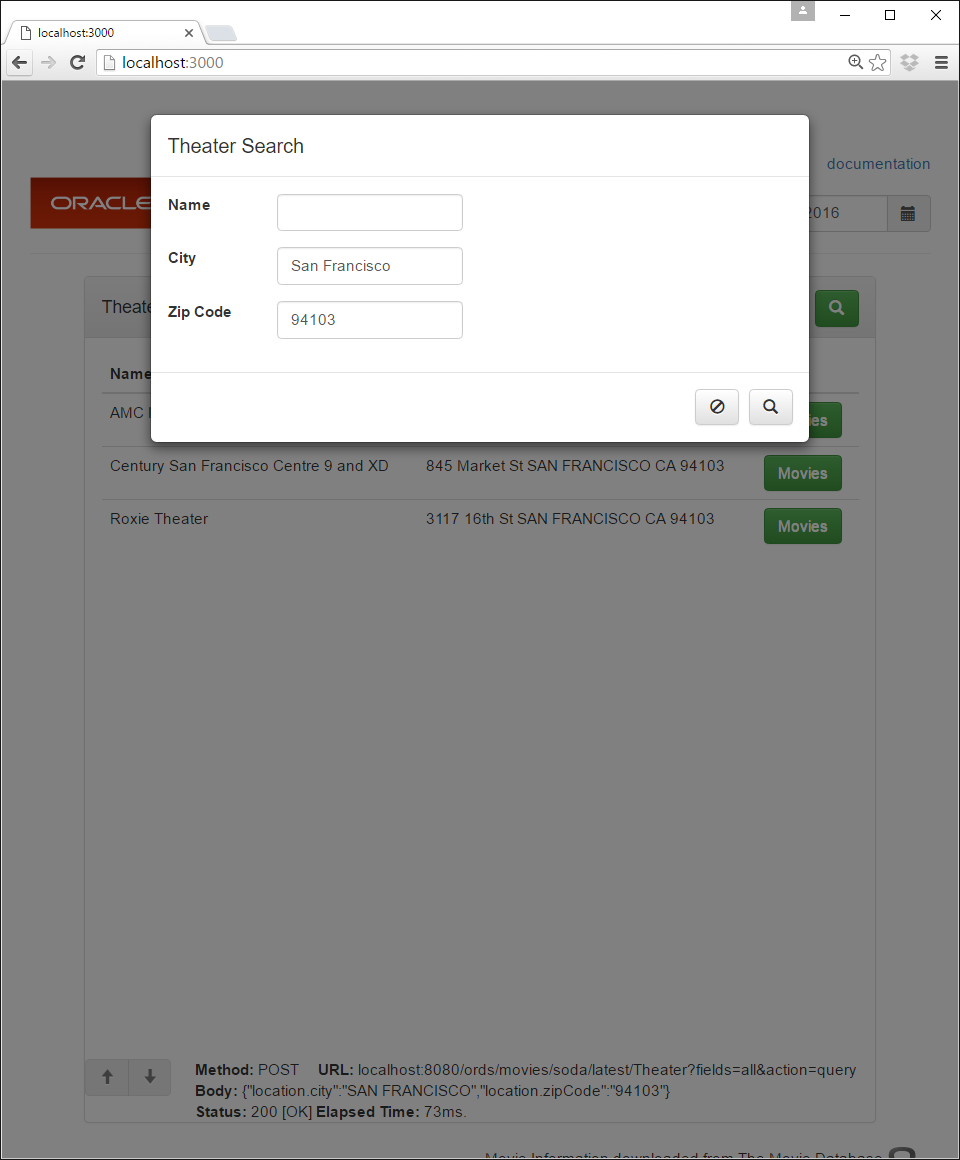 localhost:3000
localhost:3000
Theater Search
documentation
ORACLE
2016
Name
City San Francisco
Zip Code 94103
Name
AMC
Movies
Century San Francisco Centre 9 and XD 845 Market St SAN FRANCISCO CA 94103 Movies
Roxie Theater 3117 16th St SAN FRANCISCO CA 94103 Movies
Method: POST URL: localhost:8080/ords/movies/soda/latest/Theater?fields=all&action=query
Body: {"location.city":"SAN FRANCISCO","location.zipCode":"94103"}
Status: 200 [OK] Elapsed Time: 73ms.
Movie Information downloaded from The Movie Database